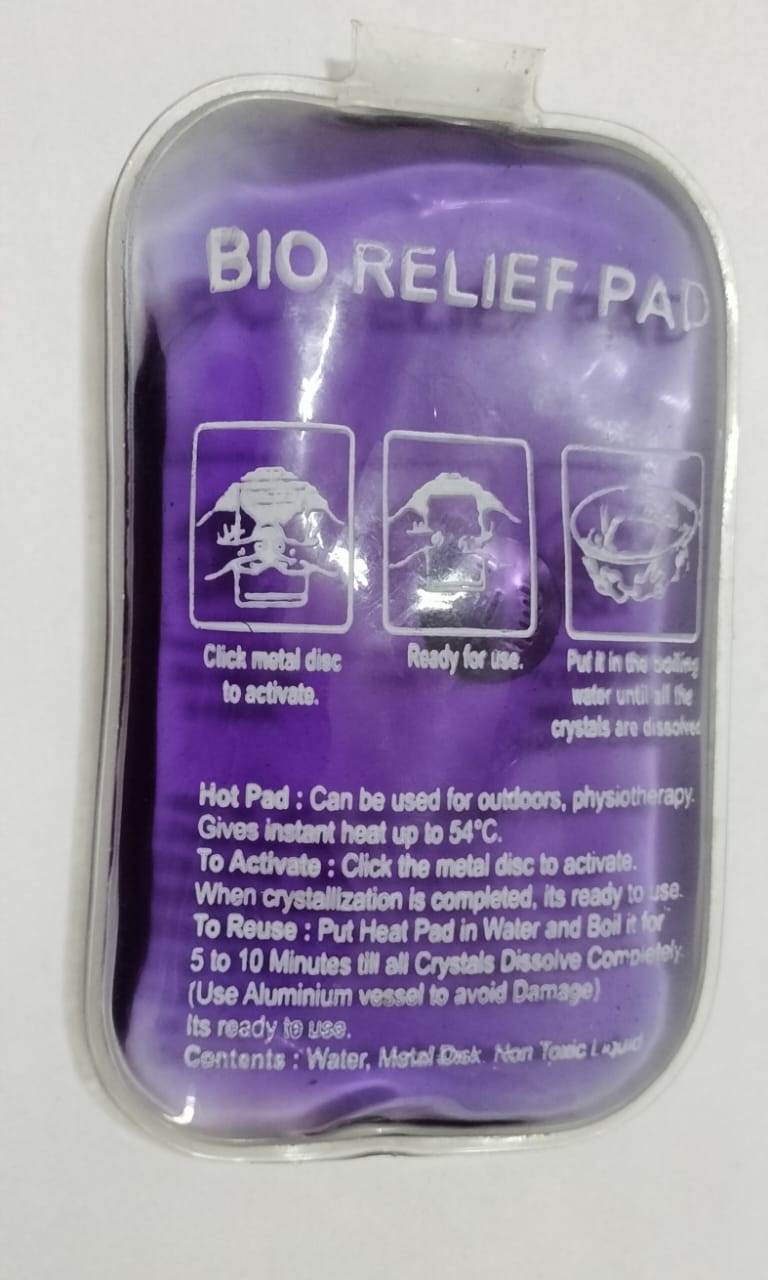 BIO RELIEF PAD
Click metal disc
to activate.
Ready for use.
Put it in the boiling
water until all the
crystals are dissolved
Hot Pad : Can be used for outdoors, physiotherapy.
Gives instant heat up to 54°C.
To Activate : Click the metal disc to activate.
When crystallization is completed, its ready to use.
To Reuse : Put Heat Pad in Water and Boil it for
5 to 10 Minutes till all Crystals Dissolve Completely.
(Use Aluminium vessel to avoid Damage)
Its ready to use.
Contents : Water, Metal Disk. Non Toxic Liquid